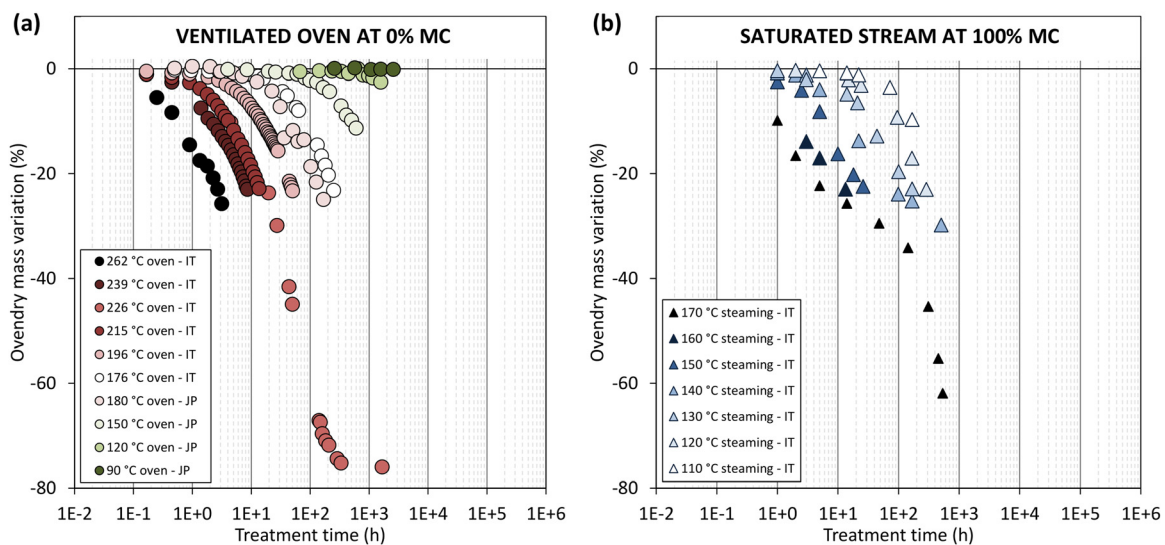 (a)
VENTILATED OVEN AT 0% MC
0
-20
-40
-60
-80
Ovendry mass variation (%)
262 °C oven - IT
239 °C oven - IT
226 °C oven - IT
215 °C oven - IT
196 °C oven - IT
176 °C oven - IT
180 °C oven - JP
150 °C oven - JP
120 °C oven - JP
90 °C oven - JP
1E-2 1E-1 1E+0 1E+1 1E+2 1E+3 1E+4 1E+5 1E+6
Treatment time (h)
(b)
SATURATED STREAM AT 100% MC
0
-20
-40
-60
-80
Ovendry mass variation (%)
170 °C steaming - IT
160 °C steaming - IT
150 °C steaming - IT
140 °C steaming - IT
130 °C steaming - IT
120 °C steaming - IT
110 °C steaming - IT
1E-2 1E-1 1E+0 1E+1 1E+2 1E+3 1E+4 1E+5 1E+6
Treatment time (h)